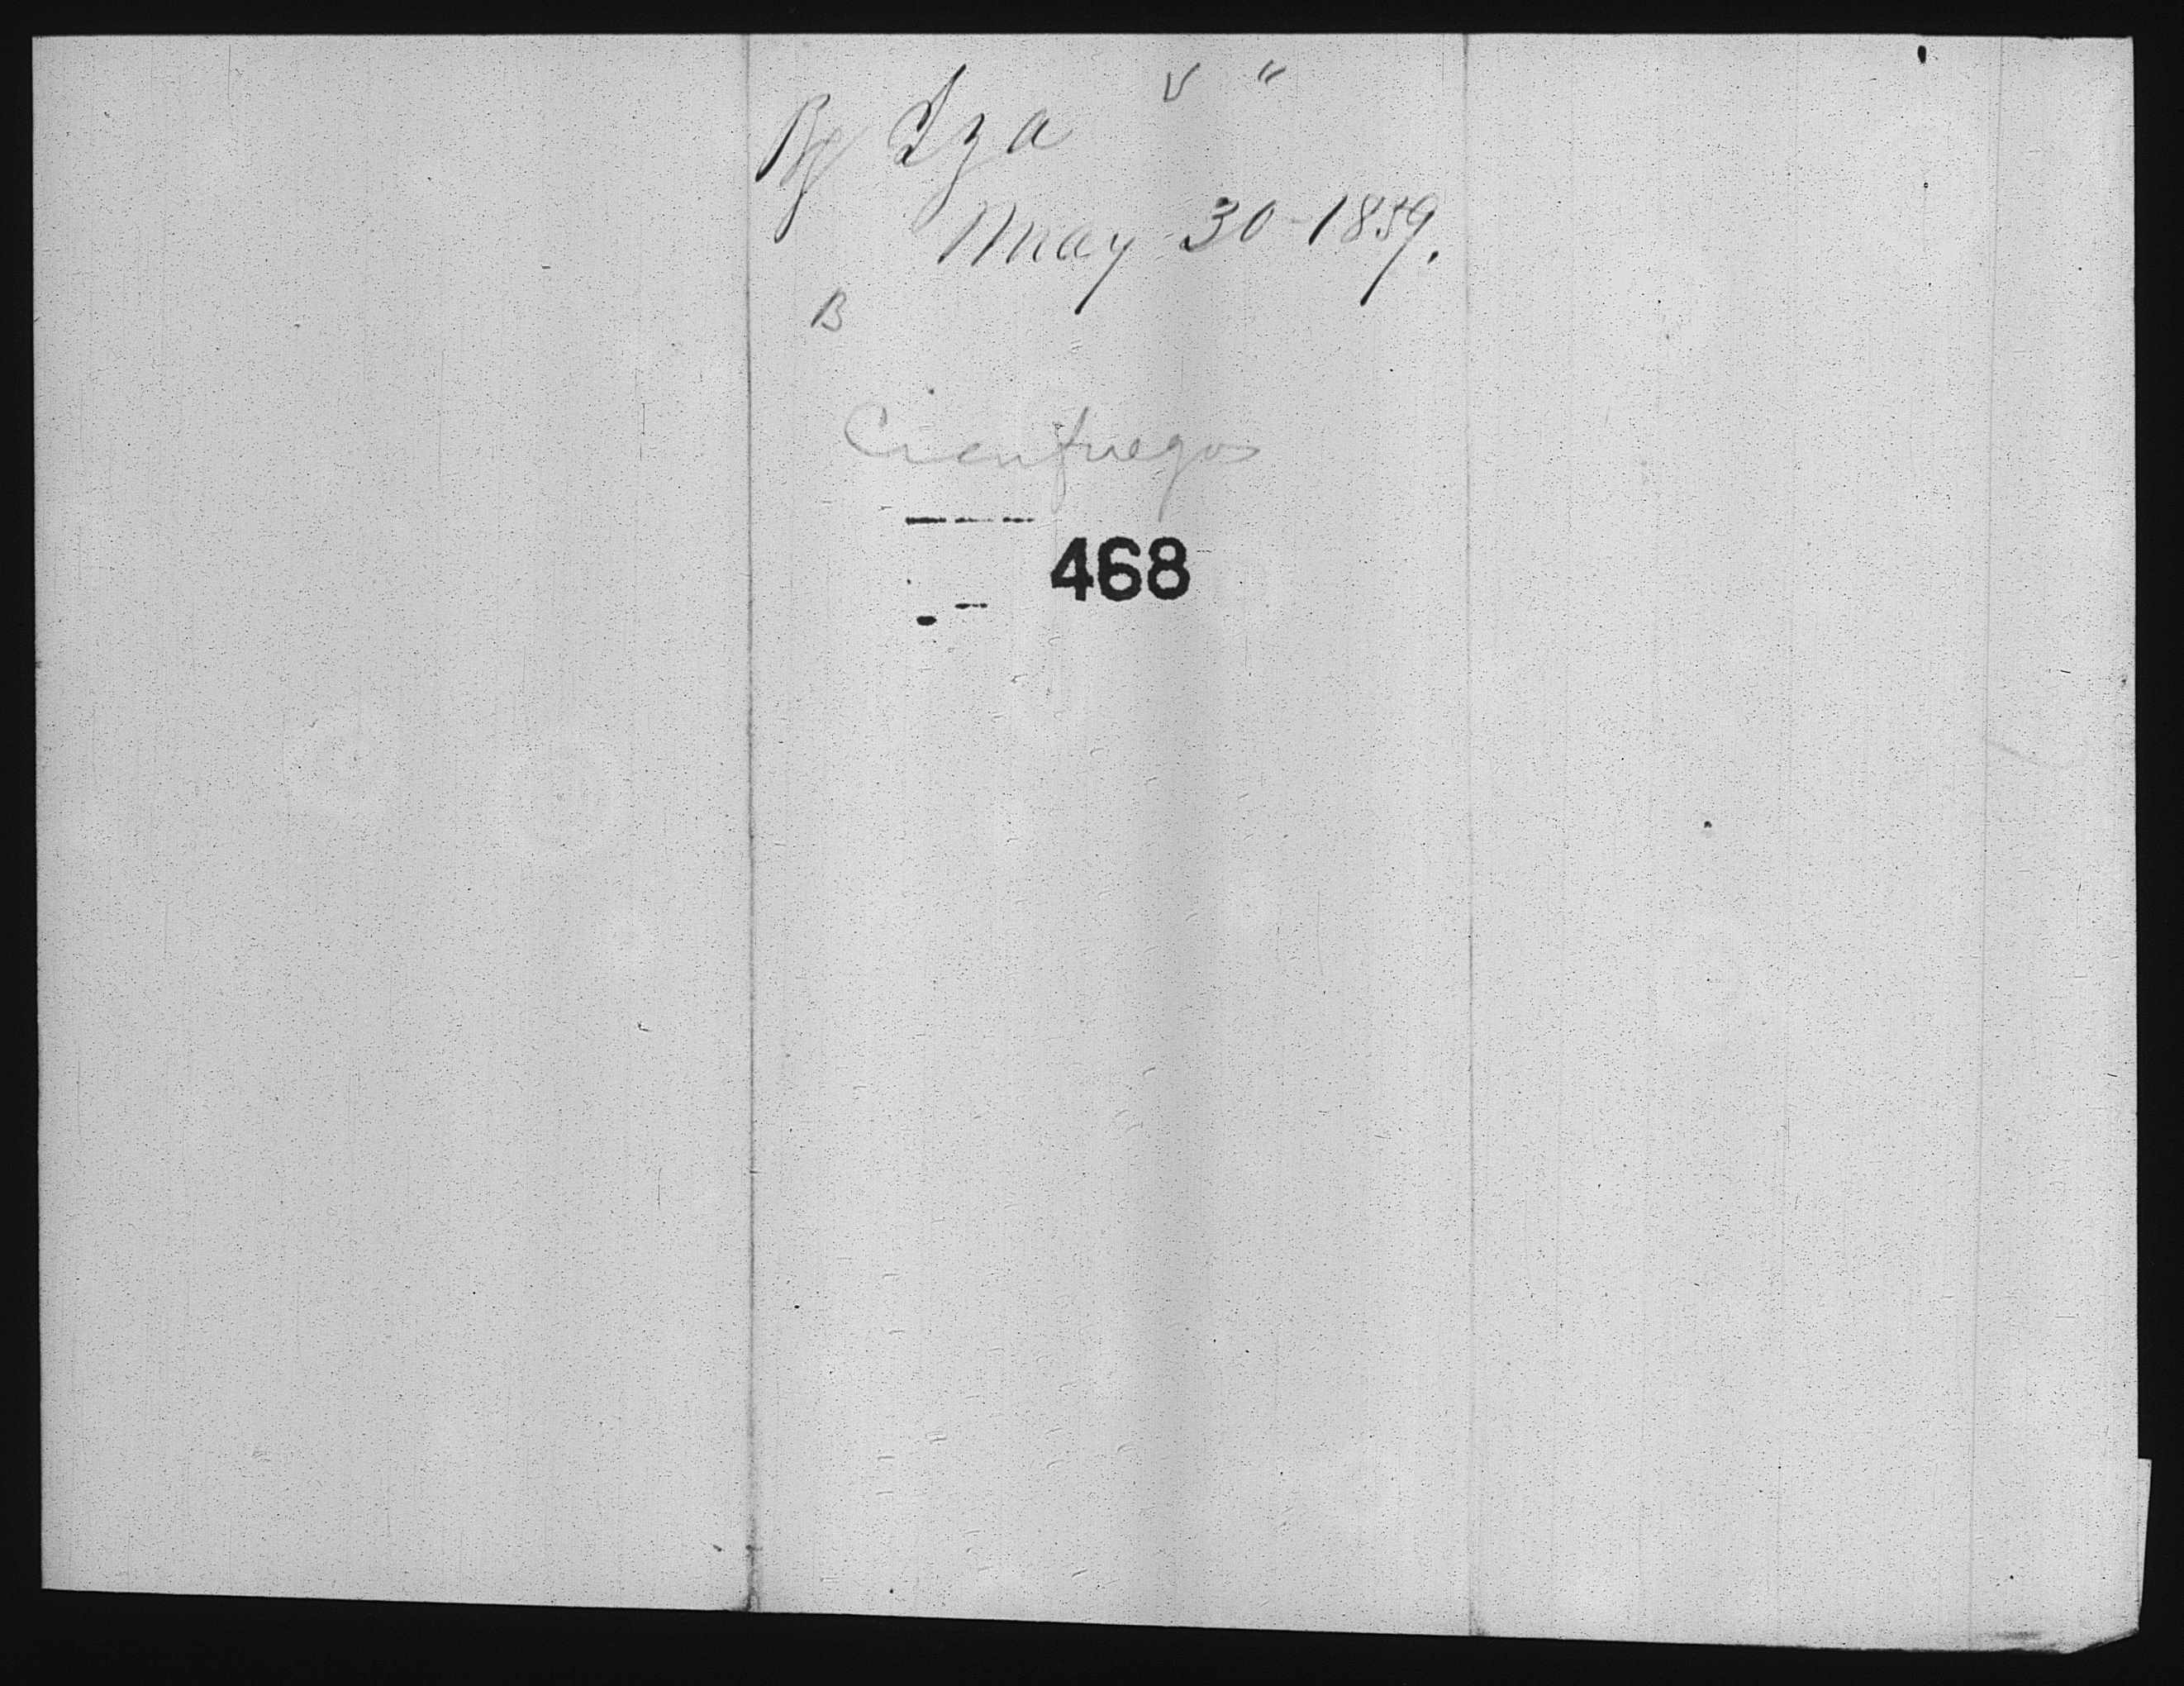 Bg Iza
May 30-1859.
B
Cienfuegos
468